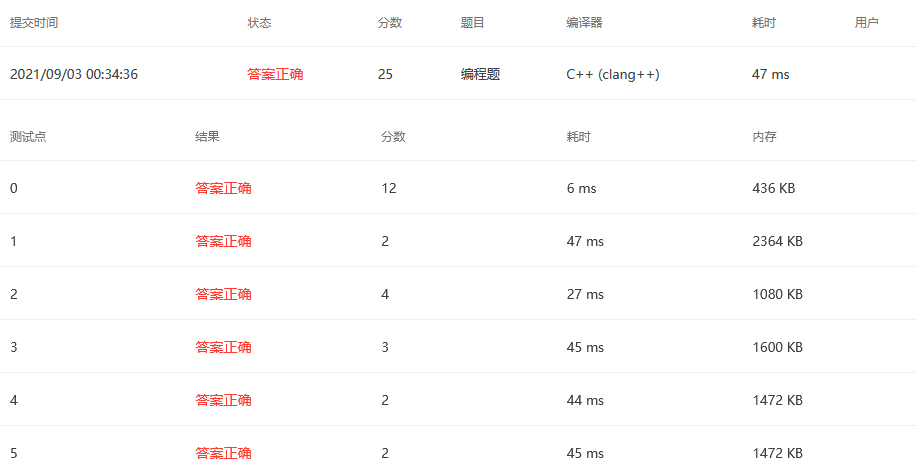 提交时间 状态 分数 题目 编译器 耗时 用户
2021/09/03 00:34:36 答案正确 25 编程题 C++ (clang++) 47 ms
测试点 结果 分数 耗时 内存
0 答案正确 12 6 ms 436 KB
1 答案正确 2 47 ms 2364 KB
2 答案正确 4 27 ms 1080 KB
3 答案正确 3 45 ms 1600 KB
4 答案正确 2 44 ms 1472 KB
5 答案正确 2 45 ms 1472 KB